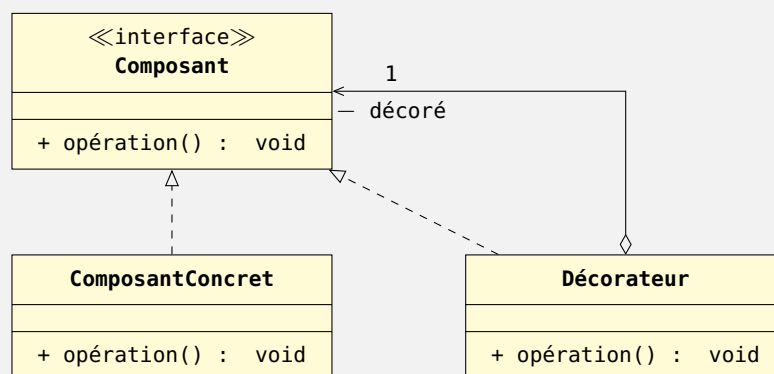 ≪interface≫
Composant
1
− décoré
+ opération() : void
ComposantConcret
Décorateur
+ opération() : void
+ opération() : void